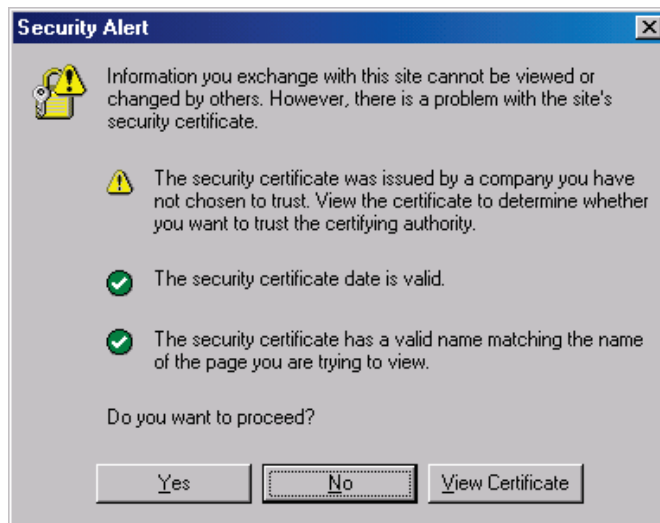 Security Alert
Information you exchange with this site cannot be viewed or
changed by others. However, there is a problem with the site's
security certificate.
The security certificate was issued by a company you have
not chosen to trust. View the certificate to determine whether
you want to trust the certifying authority.
The security certificate date is valid.
The security certificate has a valid name matching the name
of the page you are trying to view.
Do you want to proceed?
Yes No View Certificate